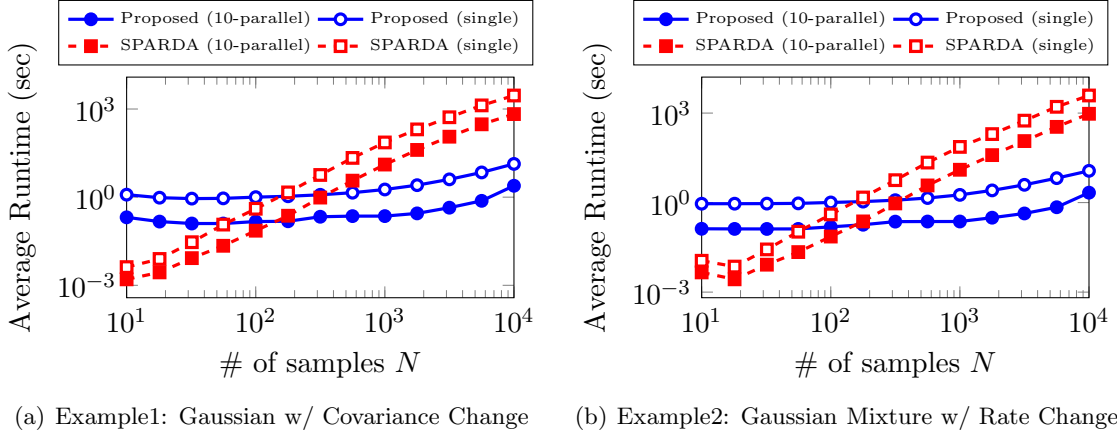 Proposed (10-parallel) Proposed (single)
SPARDA (10-parallel) SPARDA (single)
Average Runtime (sec)
10^3
10^0
10^−3
10^1 10^2 10^3 10^4
# of samples N
(a) Example1: Gaussian w/ Covariance Change
Proposed (10-parallel) Proposed (single)
SPARDA (10-parallel) SPARDA (single)
Average Runtime (sec)
10^3
10^0
10^−3
10^1 10^2 10^3 10^4
# of samples N
(b) Example2: Gaussian Mixture w/ Rate Change